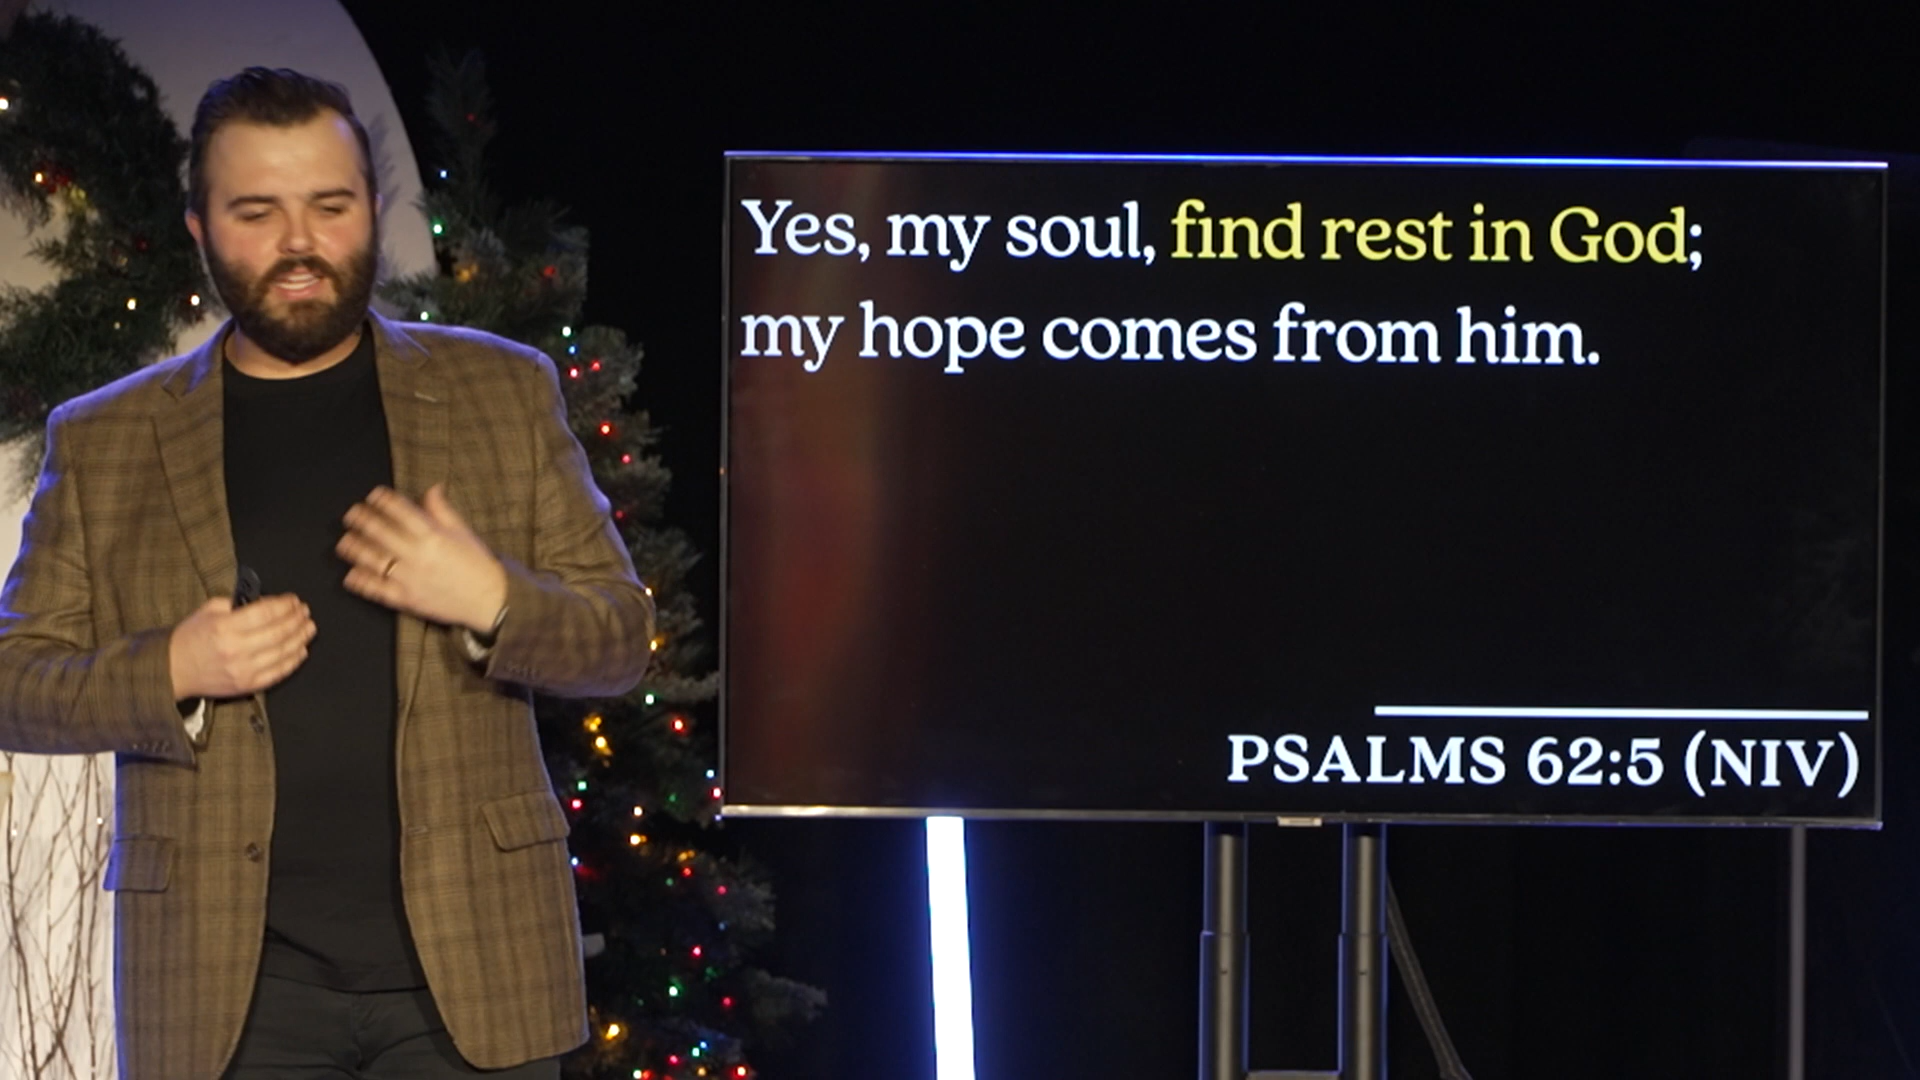 Yes, my soul, find rest in God;
my hope comes from him.
PSALMS 62:5 (NIV)